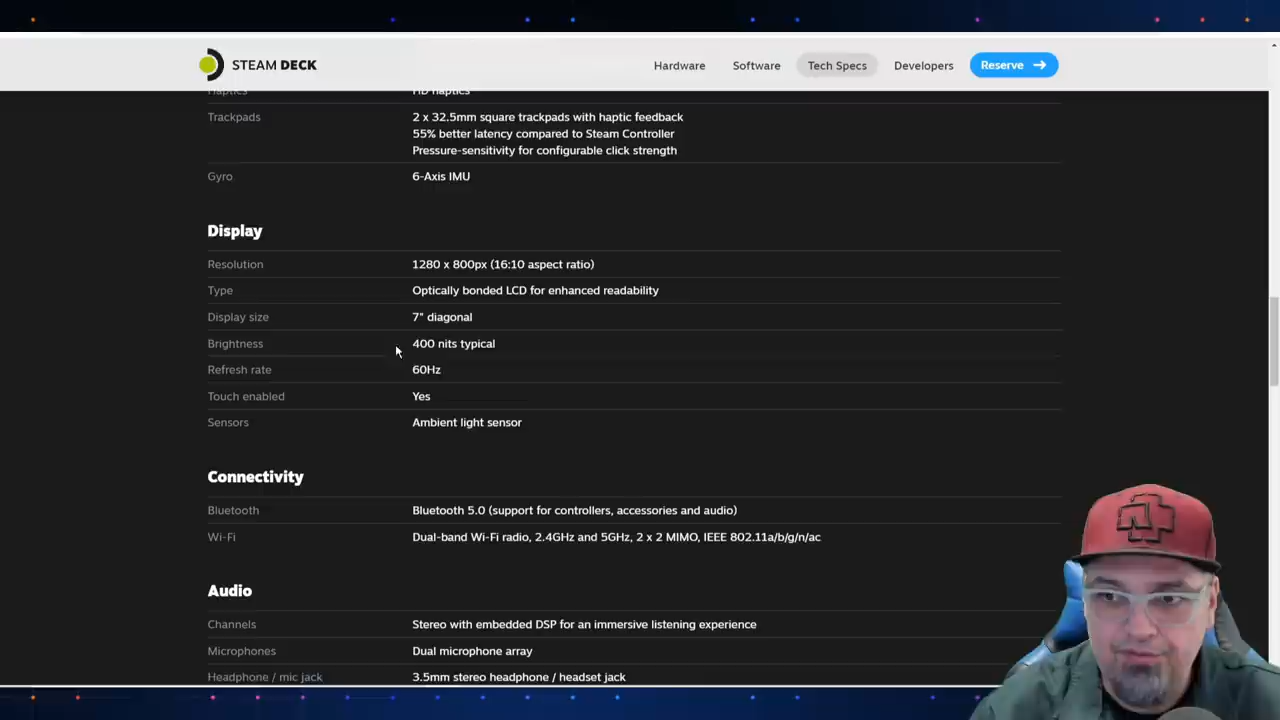 STEAM DECK
Hardware
Software
Tech Specs
Developers
Reserve →
Haptics
HD haptics
Trackpads
2 x 32.5mm square trackpads with haptic feedback
55% better latency compared to Steam Controller
Pressure-sensitivity for configurable click strength
Gyro
6-Axis IMU
Display
Resolution
1280 x 800px (16:10 aspect ratio)
Type
Optically bonded LCD for enhanced readability
Display size
7" diagonal
Brightness
400 nits typical
Refresh rate
60Hz
Touch enabled
Yes
Sensors
Ambient light sensor
Connectivity
Bluetooth
Bluetooth 5.0 (support for controllers, accessories and audio)
Wi-Fi
Dual-band Wi-Fi radio, 2.4GHz and 5GHz, 2 x 2 MIMO, IEEE 802.11a/b/g/n/ac
Audio
Channels
Stereo with embedded DSP for an immersive listening experience
Microphones
Dual microphone array
Headphone / mic jack
3.5mm stereo headphone / headset jack